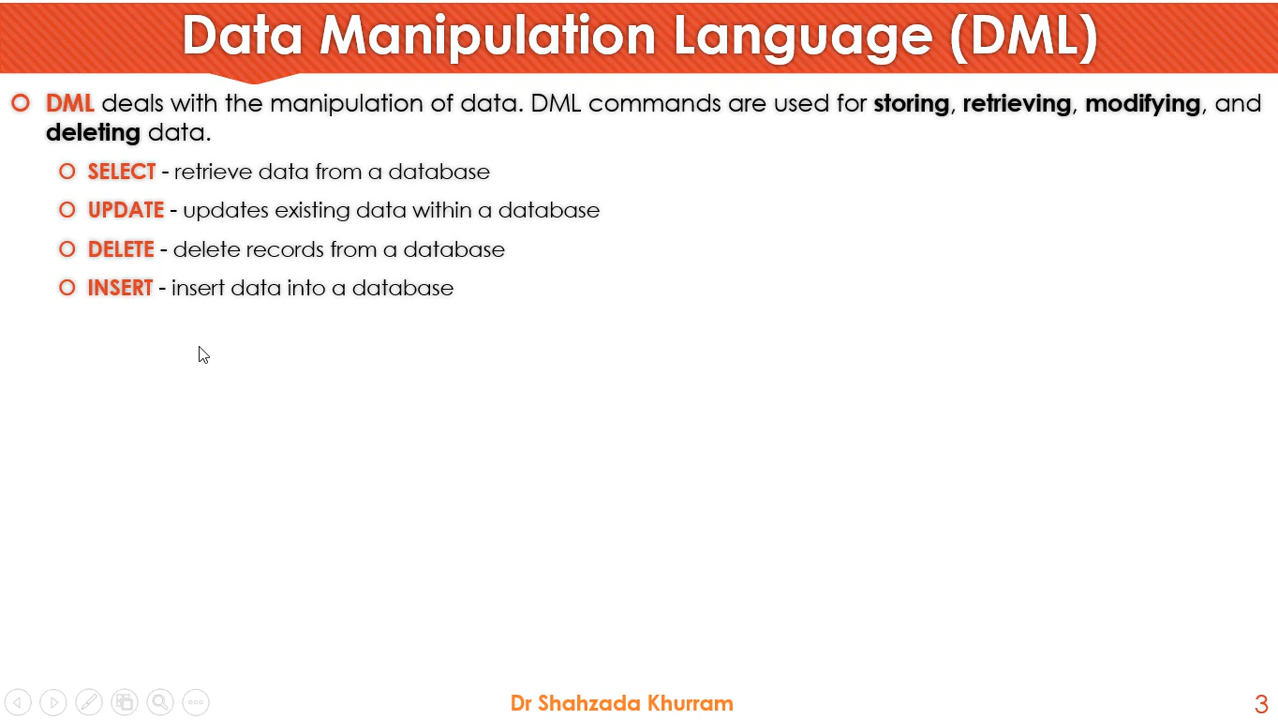 Data Manipulation Language (DML)
DML deals with the manipulation of data. DML commands are used for storing, retrieving, modifying, and
deleting data.
SELECT - retrieve data from a database
UPDATE - updates existing data within a database
DELETE - delete records from a database
INSERT - insert data into a database
Dr Shahzada Khurram
3